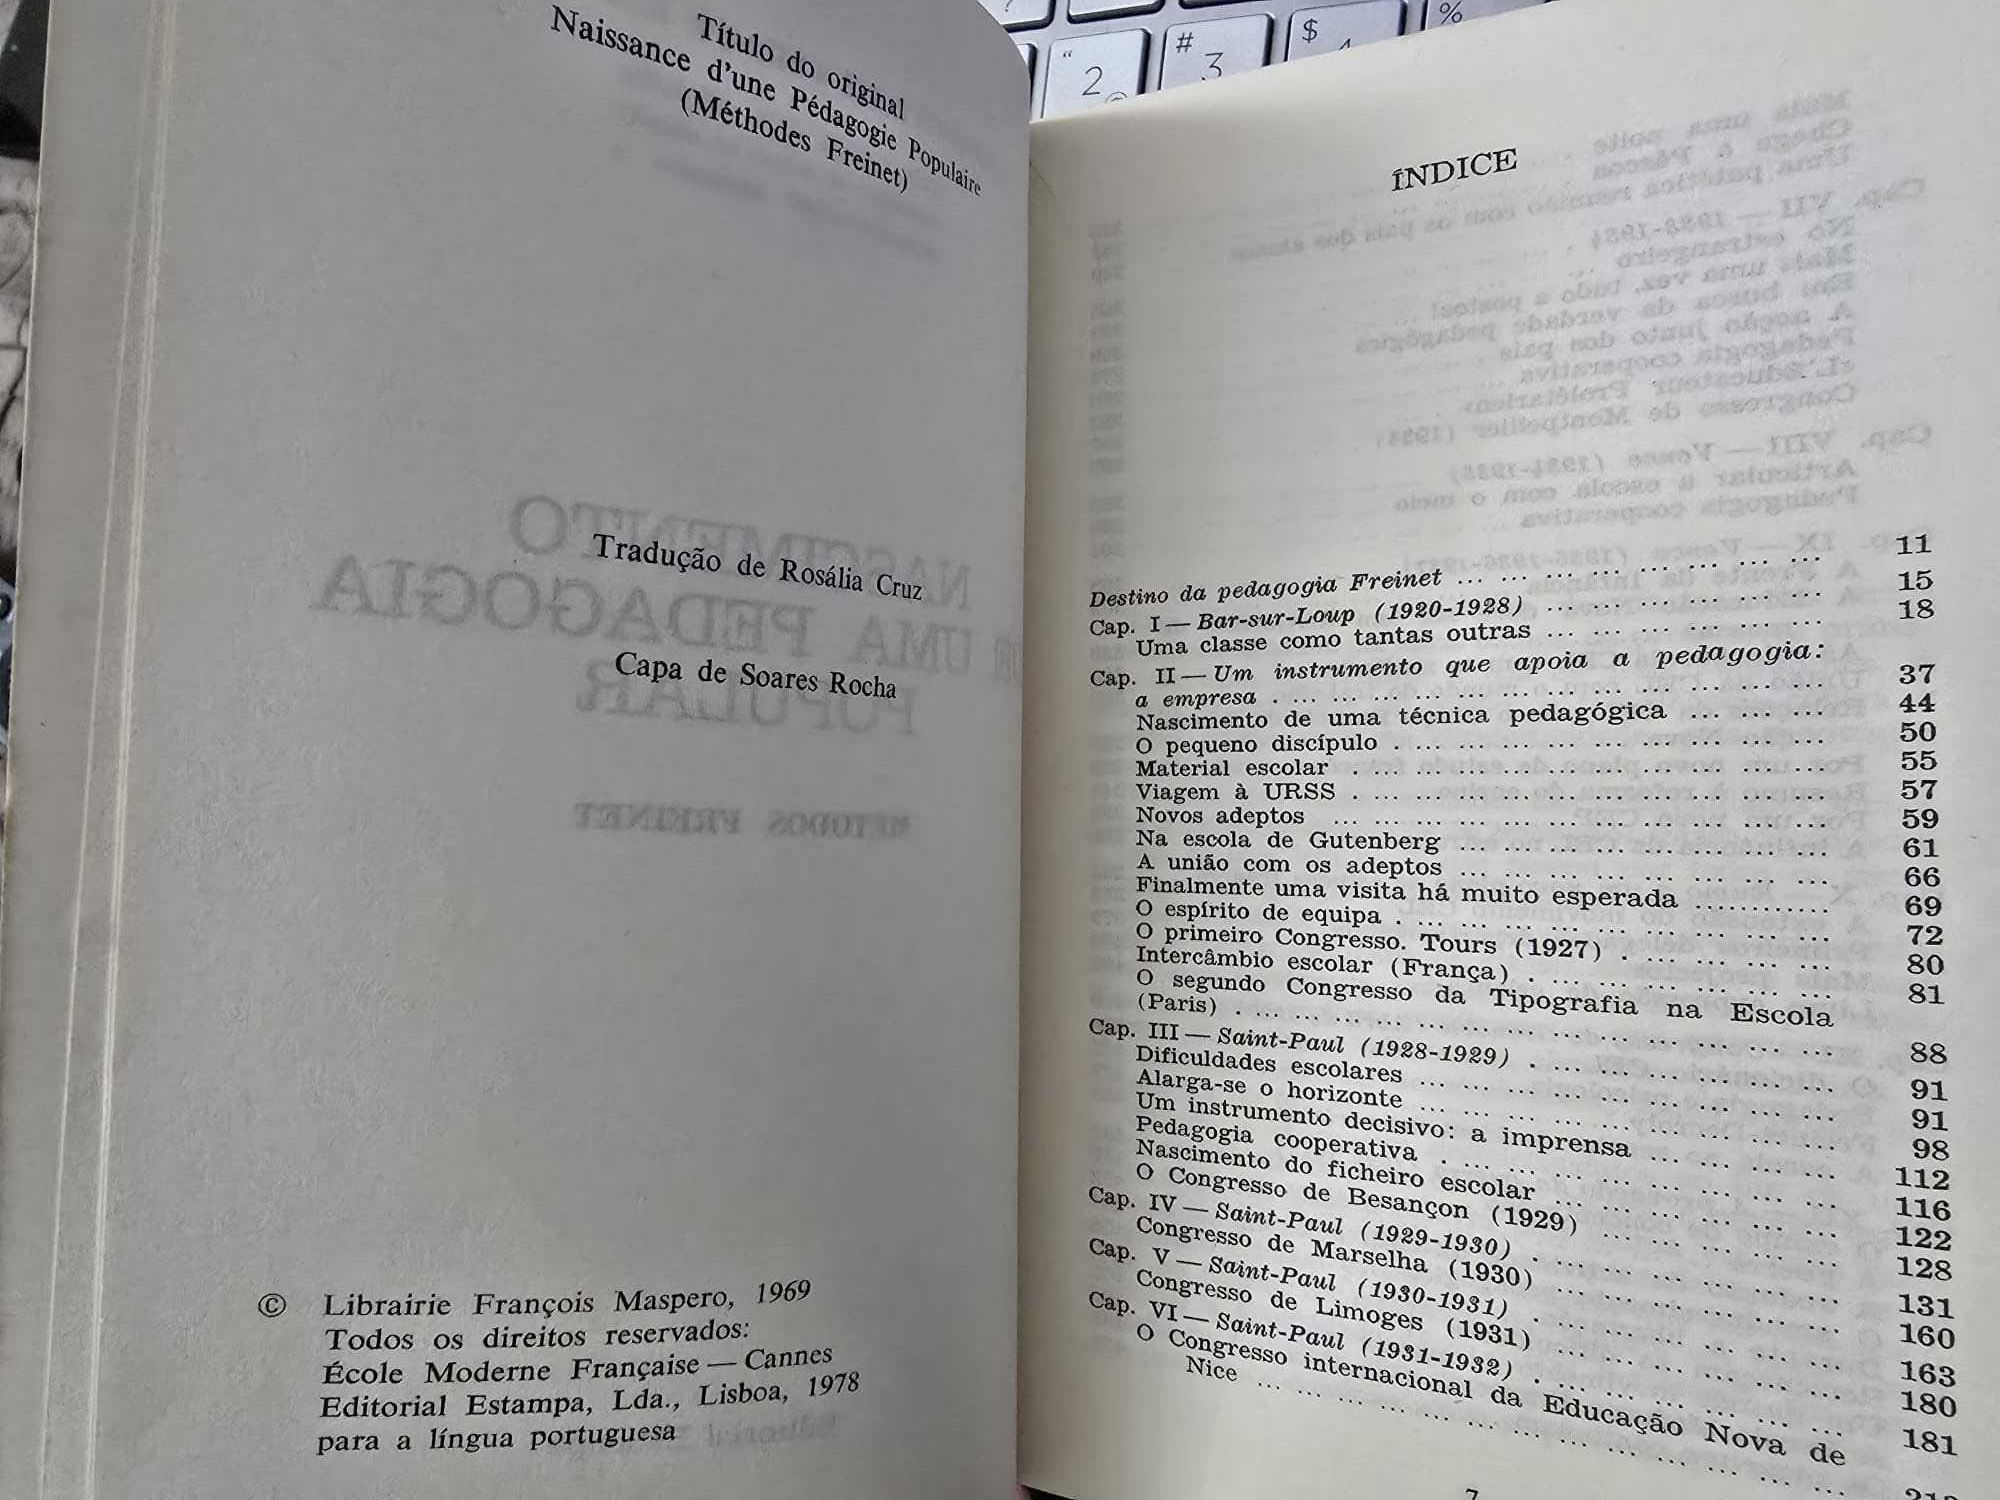 Título do original
Naissance d'une Pédagogie Populaire
(Méthodes Freinet)
Tradução de Rosália Cruz
Capa de Soares Rocha
© Librairie François Maspero, 1969
Todos os direitos reservados:
École Moderne Française — Cannes
Editorial Estampa, Lda., Lisboa, 1978
para a língua portuguesa
ÍNDICE
Destino da pedagogia Freinet ... ... ... ... ... ... ... ... ... 11
Cap. I — Bar-sur-Loup (1920-1928) ... ... ... ... ... ... ... 15
Uma classe como tantas outras ... ... ... ... ... ... ... 18
Cap. II — Um instrumento que apoia a pedagogia:
a empresa . ... ... ... ... ... ... ... ... ... ... ... ... ... 37
Nascimento de uma técnica pedagógica ... ... ... 44
O pequeno discípulo . ... ... ... ... ... ... ... ... ... ... 50
Material escolar . ... ... ... ... ... ... ... ... ... ... ... 55
Viagem à URSS . ... ... ... ... ... ... ... ... ... ... ... 57
Novos adeptos ... ... ... ... ... ... ... ... ... ... ... ... 59
Na escola de Gutenberg ... ... ... ... ... ... ... ... ... 61
A união com os adeptos ... ... ... ... ... ... ... ... ... 66
Finalmente uma visita há muito esperada ............ 69
O espírito de equipa . ... ... ... ... ... ... ... ... ... ... 72
O primeiro Congresso. Tours (1927) . ... ... ... ... ... 80
Intercâmbio escolar (França) . ... ... ... ... ... ... ... 81
O segundo Congresso da Tipografia na Escola
(Paris) . ... ... ... ... ... ... ... ... ... ... ... ... ... ... 88
Cap. III — Saint-Paul (1928-1929) . ... ... ... ... ... ... ... 91
Dificuldades escolares ... ... ... ... ... ... ... ... ... ... 91
Alarga-se o horizonte ... ... ... ... ... ... ... ... ... ... 98
Um instrumento decisivo: a imprensa ... ... ... ... 112
Pedagogia cooperativa . ... ... ... ... ... ... ... ... ... 116
Nascimento do ficheiro escolar ... ... ... ... ... ... ... 122
O Congresso de Besançon (1929) ... ... ... ... ... ... 128
Cap. IV — Saint-Paul (1929-1930) . ... ... ... ... ... ... ... 131
Congresso de Marselha (1930) ... ... ... ... ... ... ... 160
Cap. V — Saint-Paul (1930-1931) . ... ... ... ... ... ... ... 163
Congresso de Limoges (1931) ... ... ... ... ... ... ... 180
Cap. VI — Saint-Paul (1931-1932) . ... ... ... ... ... ... ... 181
O Congresso internacional da Educação Nova de
Nice ... ... ... ... ... ... ... ... ... ... ... ... ... ...
7
2
#
3
$
%